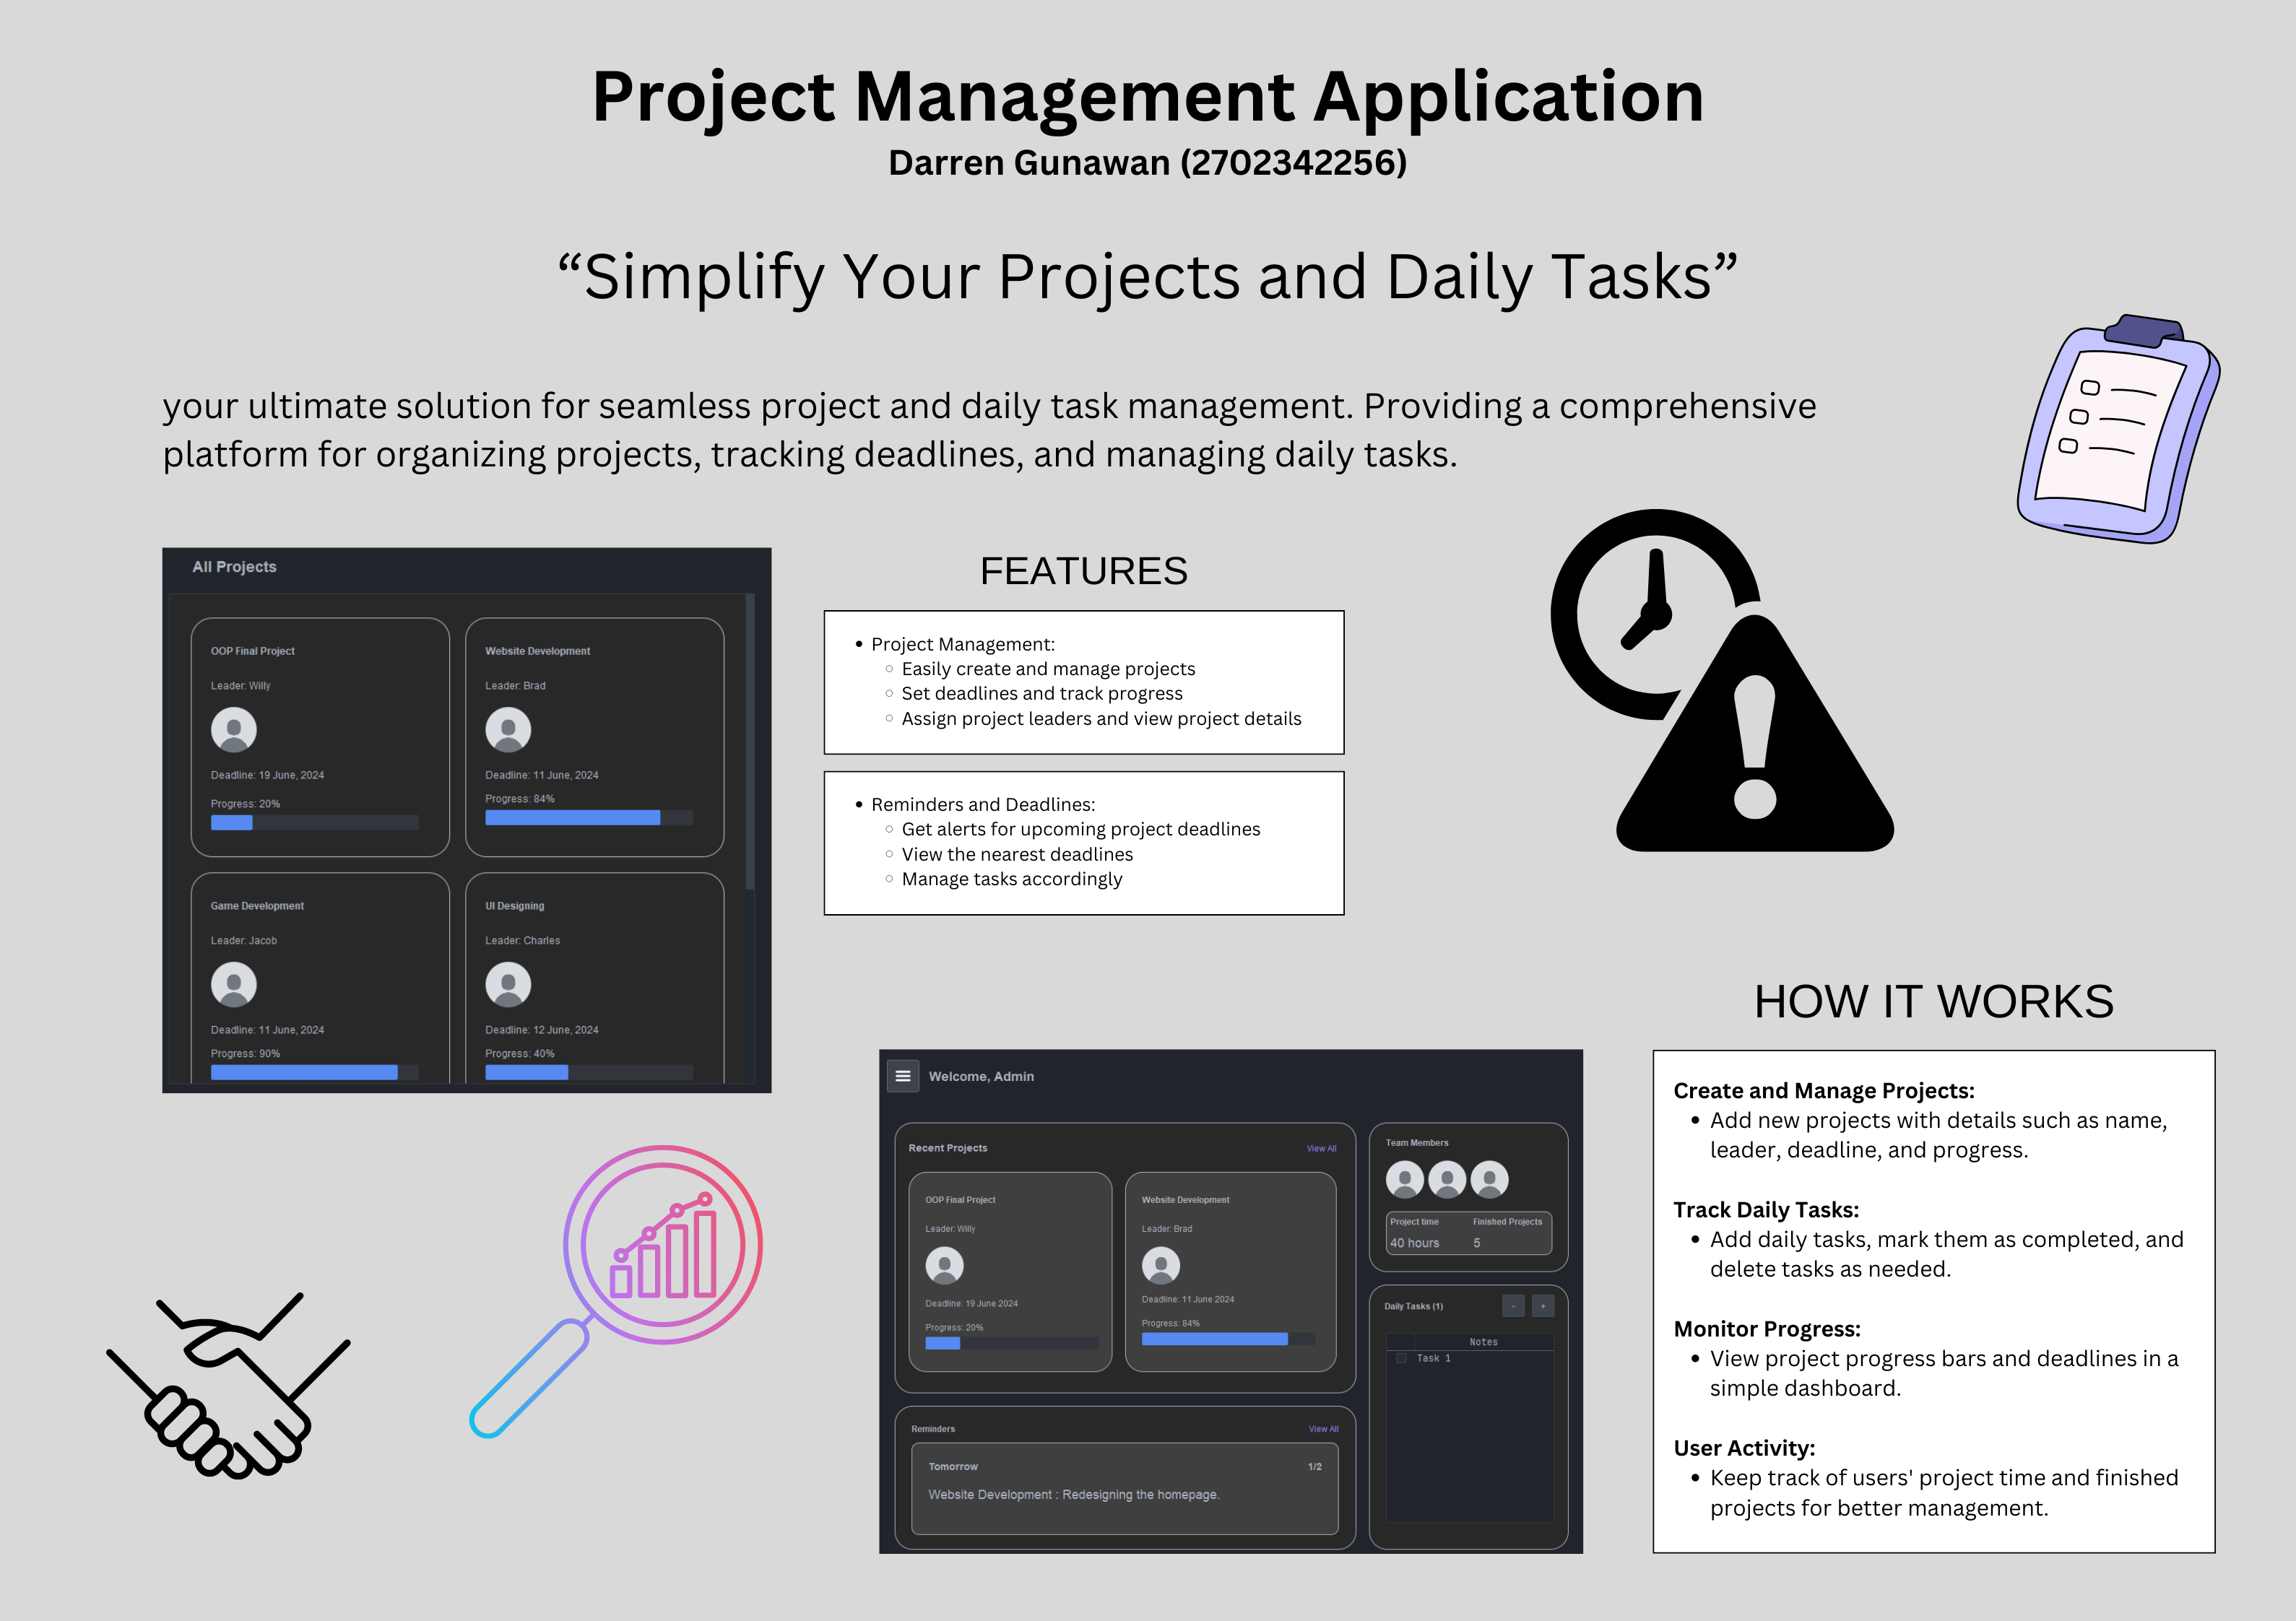 Project Management Application
Darren Gunawan (2702342256)
“Simplify Your Projects and Daily Tasks”
your ultimate solution for seamless project and daily task management. Providing a comprehensive
platform for organizing projects, tracking deadlines, and managing daily tasks.
All Projects
OOP Final Project
Leader: Willy
Deadline: 19 June, 2024
Progress: 20%
Website Development
Leader: Brad
Deadline: 11 June, 2024
Progress: 84%
Game Development
Leader: Jacob
Deadline: 11 June, 2024
Progress: 90%
UI Designing
Leader: Charles
Deadline: 12 June, 2024
Progress: 40%
FEATURES
• Project Management:
◦ Easily create and manage projects
◦ Set deadlines and track progress
◦ Assign project leaders and view project details
• Reminders and Deadlines:
◦ Get alerts for upcoming project deadlines
◦ View the nearest deadlines
◦ Manage tasks accordingly
Welcome, Admin
Recent Projects
View All
OOP Final Project
Leader: Willy
Deadline: 19 June 2024
Progress: 20%
Website Development
Leader: Brad
Deadline: 11 June 2024
Progress: 84%
Reminders
View All
Tomorrow
1/2
Website Development : Redesigning the homepage.
Team Members
Project time
40 hours
Finished Projects
5
Daily Tasks (1)
- +
Notes
Task 1
HOW IT WORKS
Create and Manage Projects:
• Add new projects with details such as name,
leader, deadline, and progress.
Track Daily Tasks:
• Add daily tasks, mark them as completed, and
delete tasks as needed.
Monitor Progress:
• View project progress bars and deadlines in a
simple dashboard.
User Activity:
• Keep track of users' project time and finished
projects for better management.